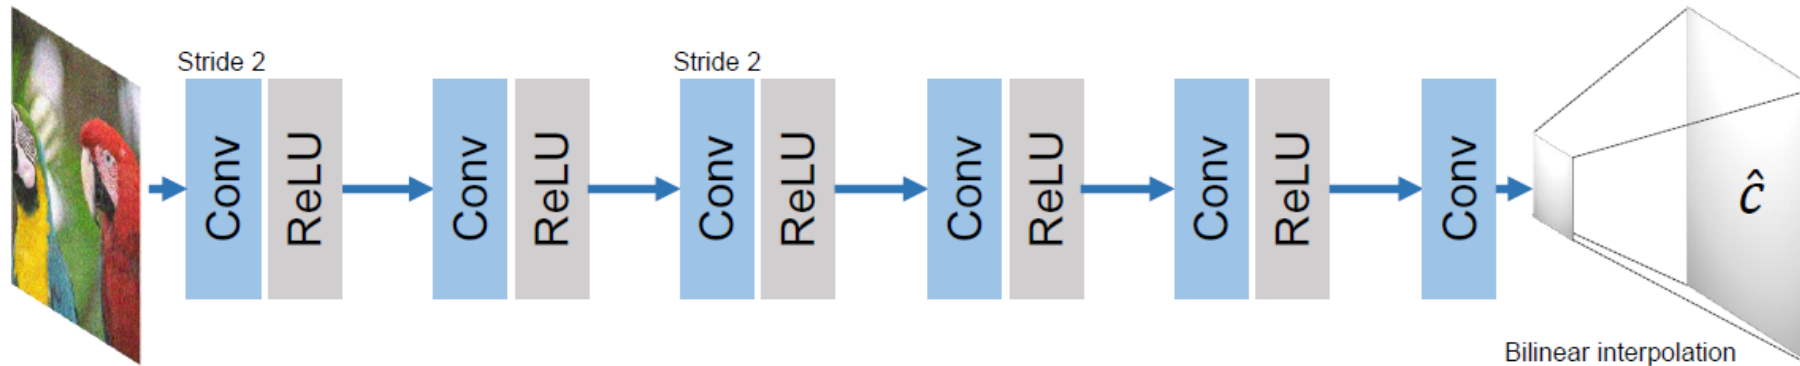 Stride 2
Stride 2
Conv
ReLU
Conv
ReLU
Conv
ReLU
Conv
ReLU
Conv
ReLU
Conv
ĉ
Bilinear interpolation